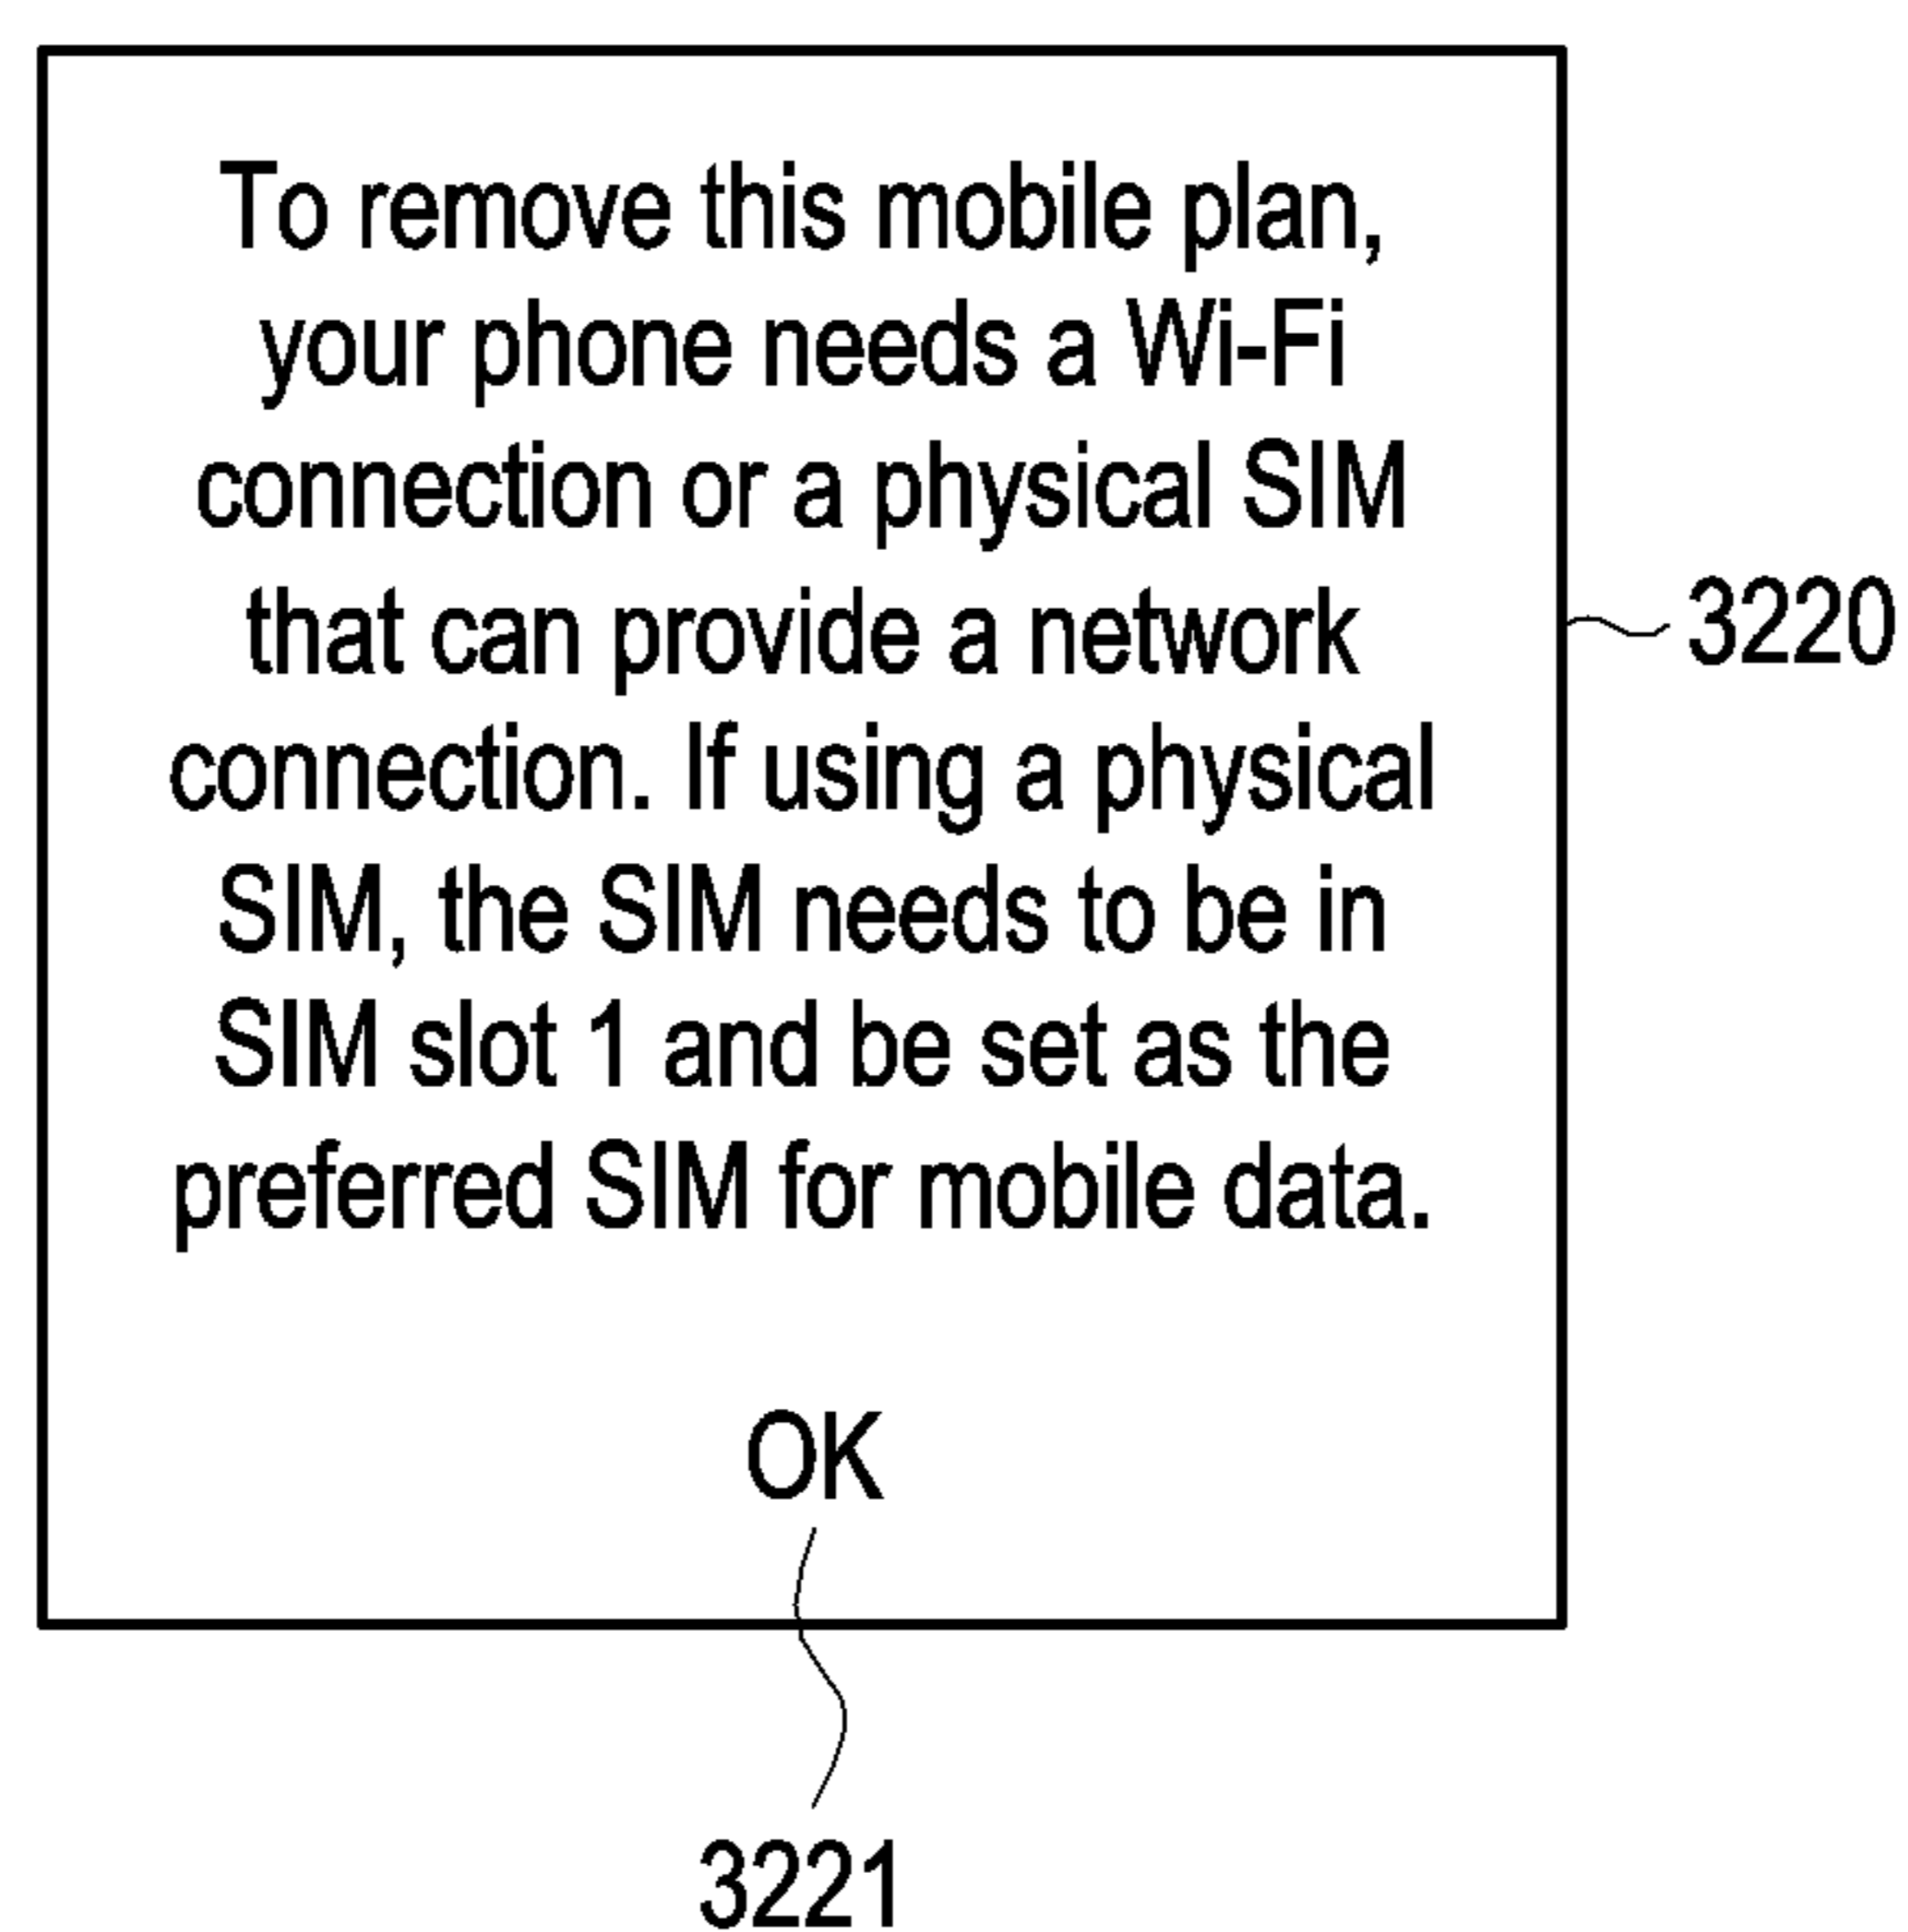 To remove this mobile plan,
your phone needs a Wi-Fi
connection or a physical SIM
that can provide a network
connection. If using a physical
SIM, the SIM needs to be in
SIM slot 1 and be set as the
preferred SIM for mobile data.
OK
3220
3221